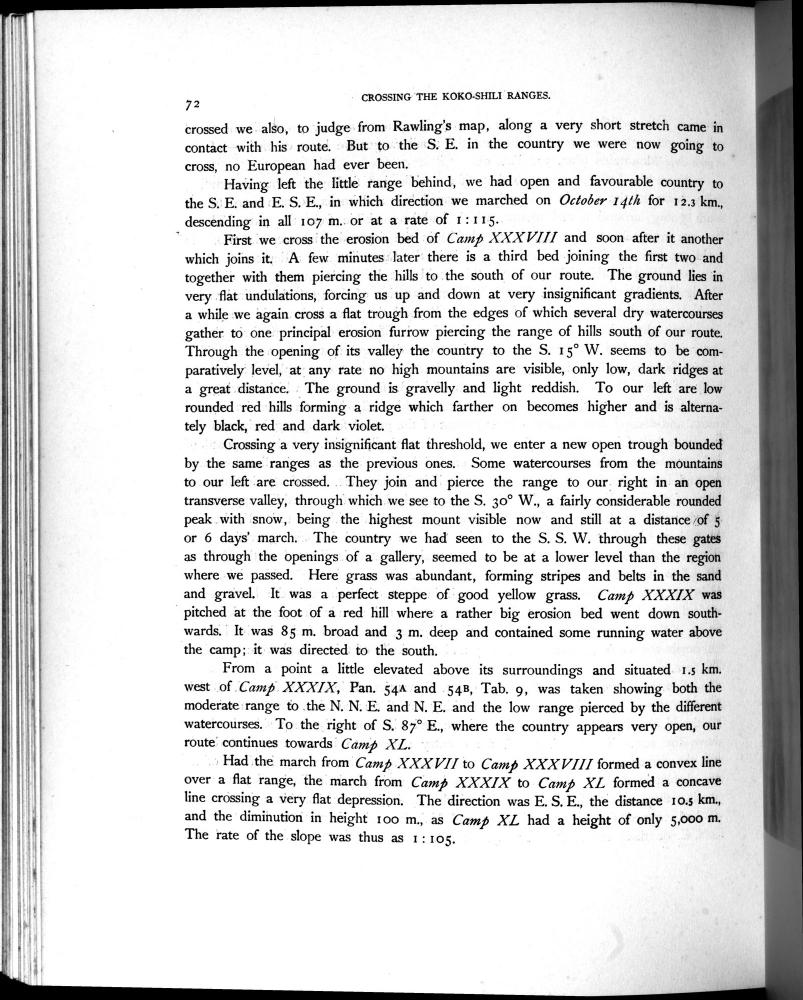 72
CROSSING THE KOKO-SHILI RANGES.
crossed we also, to judge from Rawling's map, along a very short stretch came in
contact with his route. But to the S. E. in the country we were now going to
cross, no European had ever been.
Having left the little range behind, we had open and favourable country to
the S. E. and E. S. E., in which direction we marched on October 14th for 12.3 km.,
descending in all 107 m. or at a rate of 1 : 115.
First we cross the erosion bed of Camp XXXVIII and soon after it another
which joins it. A few minutes later there is a third bed joining the first two and
together with them piercing the hills to the south of our route. The ground lies in
very flat undulations, forcing us up and down at very insignificant gradients. After
a while we again cross a flat trough from the edges of which several dry watercourses
gather to one principal erosion furrow piercing the range of hills south of our route.
Through the opening of its valley the country to the S. 15° W. seems to be com-
paratively level, at any rate no high mountains are visible, only low, dark ridges at
a great distance. The ground is gravelly and light reddish. To our left are low
rounded red hills forming a ridge which farther on becomes higher and is alterna-
tely black, red and dark violet.
Crossing a very insignificant flat threshold, we enter a new open trough bounded
by the same ranges as the previous ones. Some watercourses from the mountains
to our left are crossed. They join and pierce the range to our right in an open
transverse valley, through which we see to the S. 30° W., a fairly considerable rounded
peak with snow, being the highest mount visible now and still at a distance of 5
or 6 days' march. The country we had seen to the S. S. W. through these gates
as through the openings of a gallery, seemed to be at a lower level than the region
where we passed. Here grass was abundant, forming stripes and belts in the sand
and gravel. It was a perfect steppe of good yellow grass. Camp XXXIX was
pitched at the foot of a red hill where a rather big erosion bed went down south-
wards. It was 85 m. broad and 3 m. deep and contained some running water above
the camp; it was directed to the south.
From a point a little elevated above its surroundings and situated 1.5 km.
west of Camp XXXIX, Pan. 54A and 54B, Tab. 9, was taken showing both the
moderate range to the N. N. E. and N. E. and the low range pierced by the different
watercourses. To the right of S. 87° E., where the country appears very open, our
route continues towards Camp XL.
Had the march from Camp XXXVII to Camp XXXVIII formed a convex line
over a flat range, the march from Camp XXXIX to Camp XL formed a concave
line crossing a very flat depression. The direction was E. S. E., the distance 10.5 km.,
and the diminution in height 100 m., as Camp XL had a height of only 5,000 m.
The rate of the slope was thus as 1 : 105.